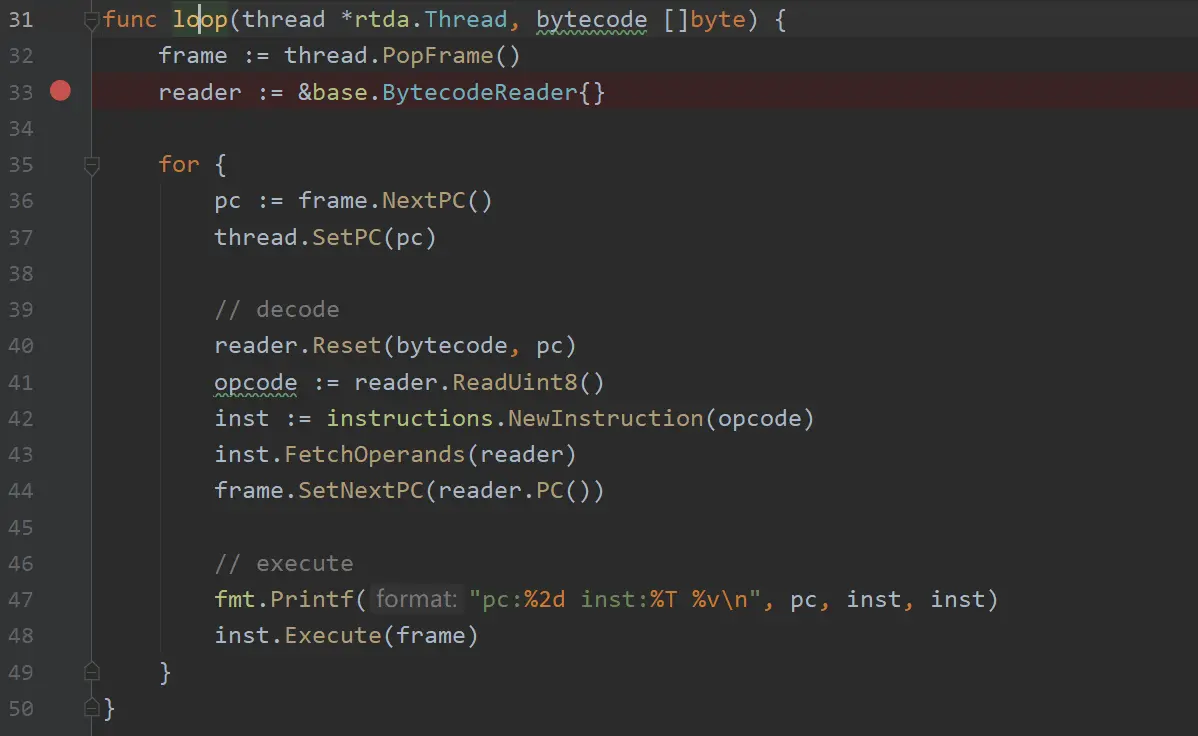 31 func loop(thread *rtda.Thread, bytecode []byte) {
32     frame := thread.PopFrame()
33     reader := &base.BytecodeReader{}
34
35     for {
36         pc := frame.NextPC()
37         thread.SetPC(pc)
38
39         // decode
40         reader.Reset(bytecode, pc)
41         opcode := reader.ReadUint8()
42         inst := instructions.NewInstruction(opcode)
43         inst.FetchOperands(reader)
44         frame.SetNextPC(reader.PC())
45
46         // execute
47         fmt.Printf( format: "pc:%2d inst:%T %v\n", pc, inst, inst)
48         inst.Execute(frame)
49     }
50 }